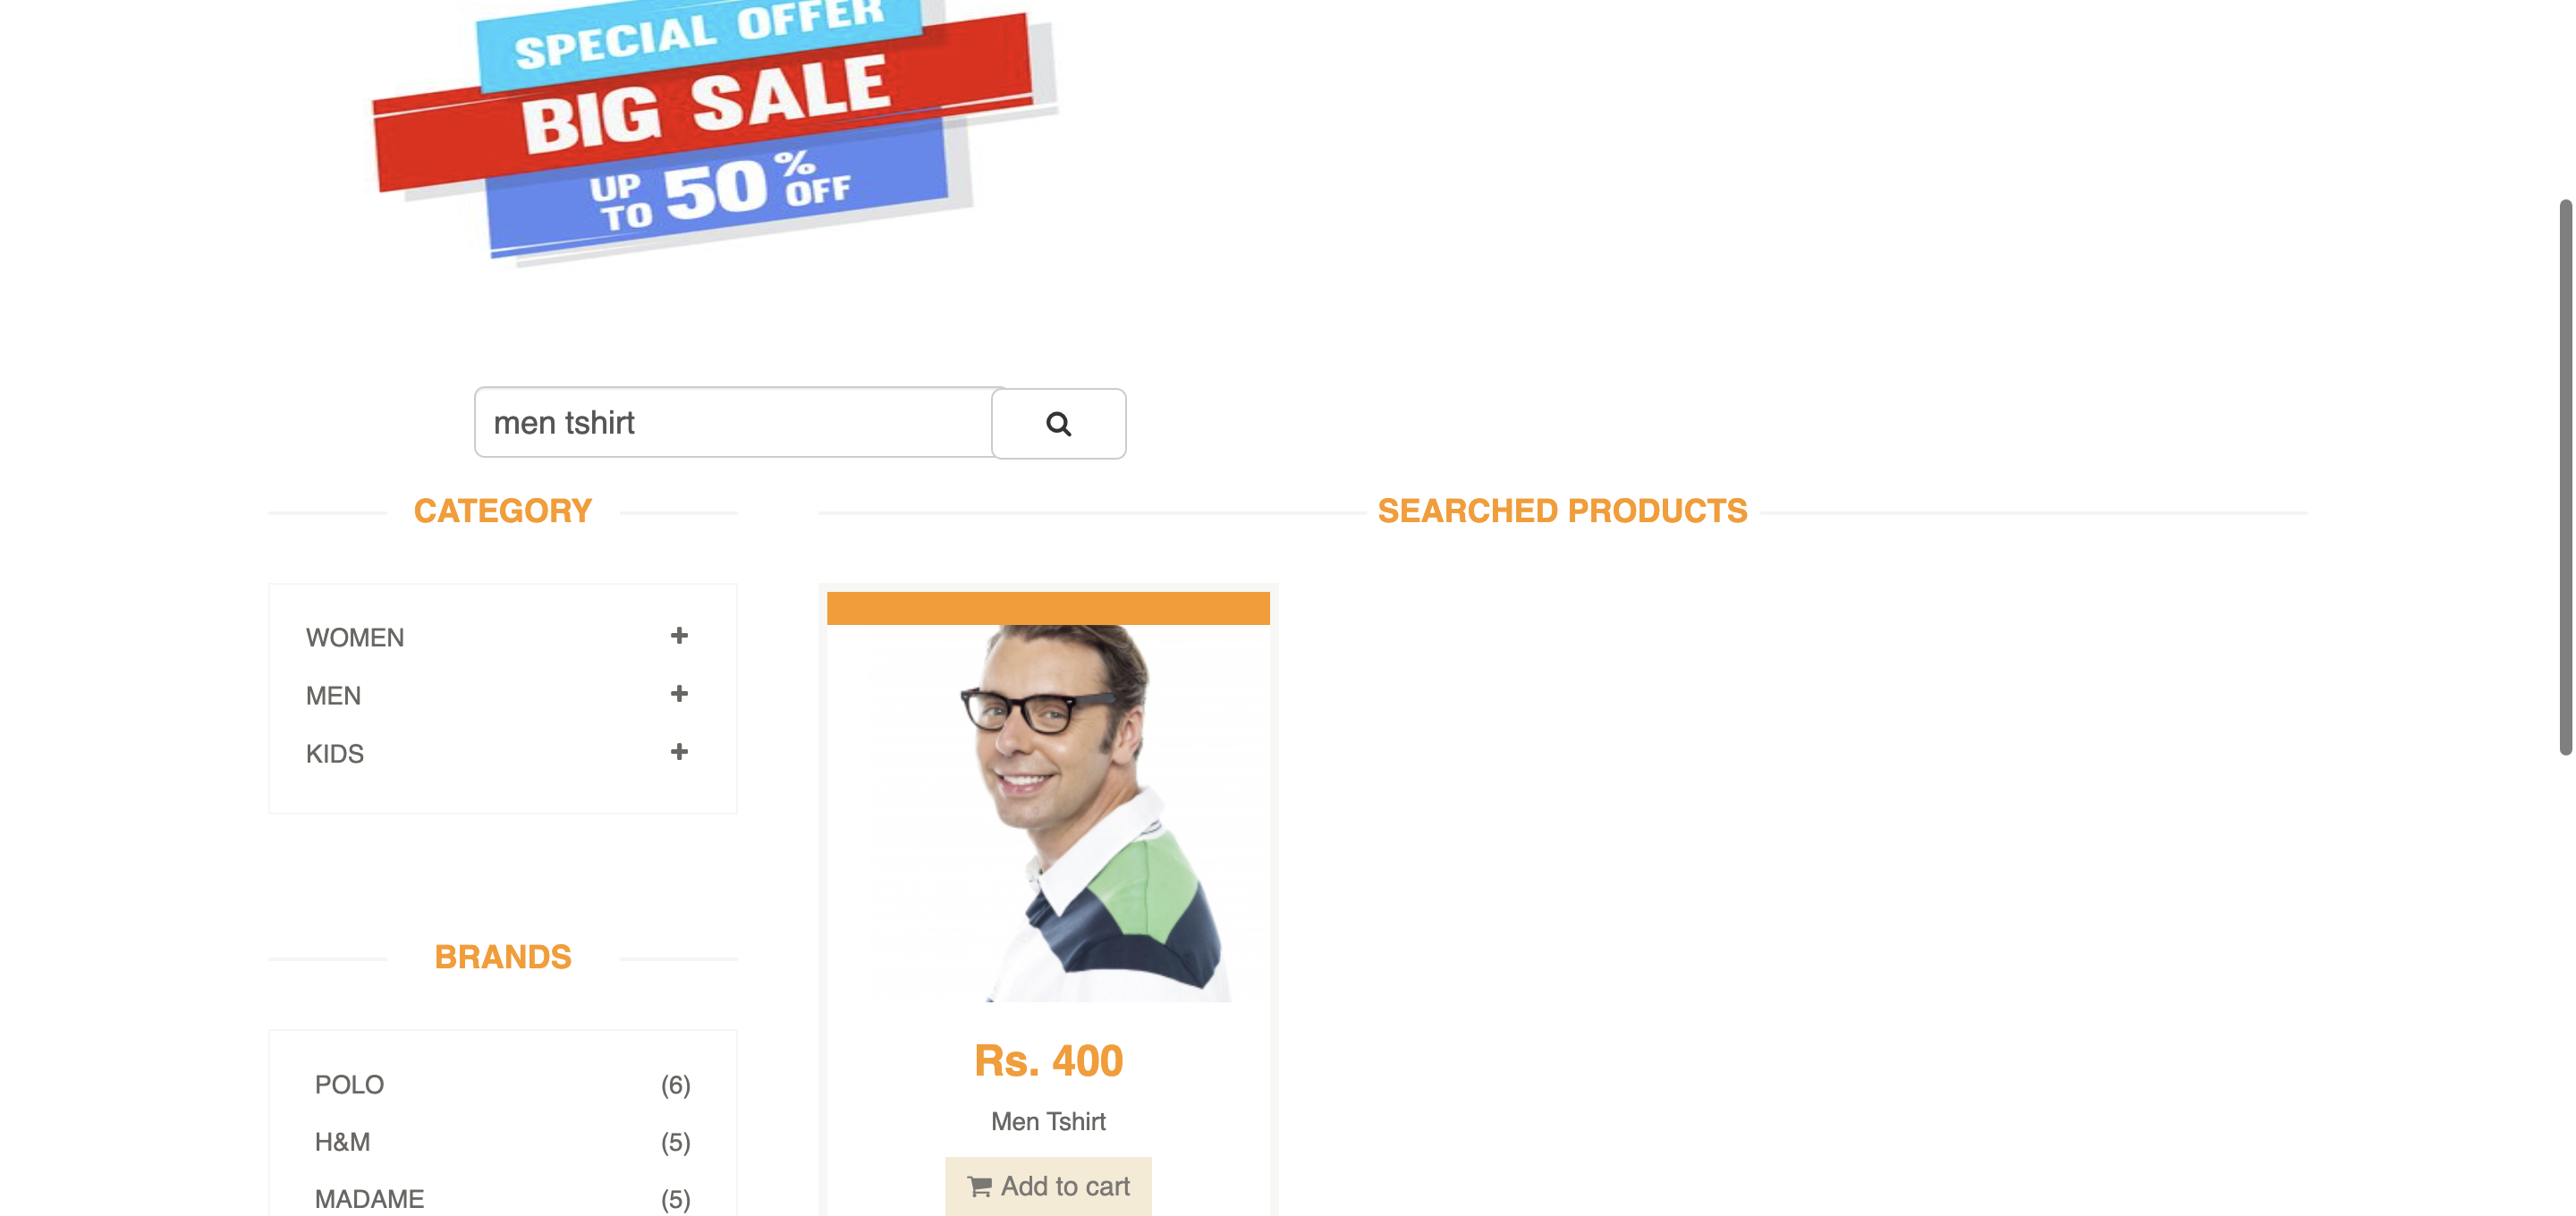 SPECIAL OFFER
BIG SALE
UP TO 50% OFF
men tshirt
CATEGORY
WOMEN
MEN
KIDS
BRANDS
POLO (6)
H&M (5)
MADAME (5)
SEARCHED PRODUCTS
Rs. 400
Men Tshirt
Add to cart